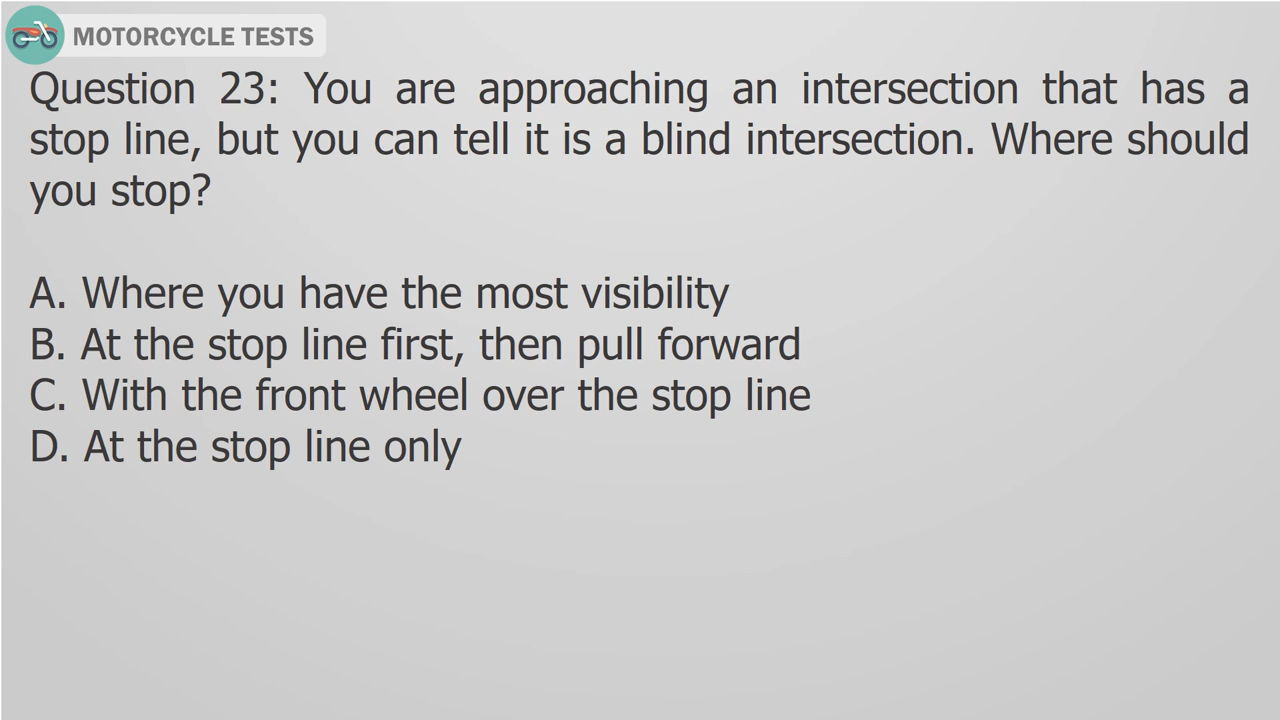 MOTORCYCLE TESTS
Question 23: You are approaching an intersection that has a
stop line, but you can tell it is a blind intersection. Where should
you stop?
A. Where you have the most visibility
B. At the stop line first, then pull forward
C. With the front wheel over the stop line
D. At the stop line only